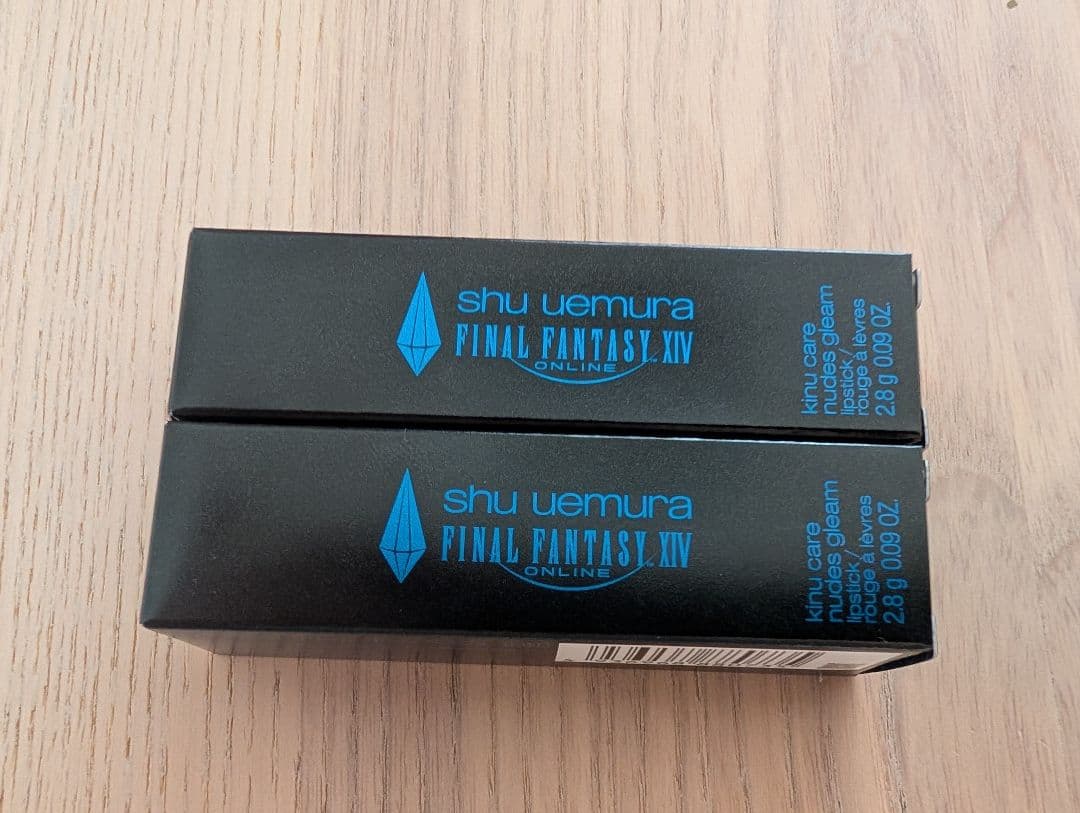 shu uemura
FINAL FANTASY XIV
ONLINE
kinu care
nudes gleam
lipstick /
rouge à lèvres
2.8 g 0.09 OZ.
shu uemura
FINAL FANTASY XIV
ONLINE
kinu care
nudes gleam
lipstick /
rouge à lèvres
2.8 g 0.09 OZ.